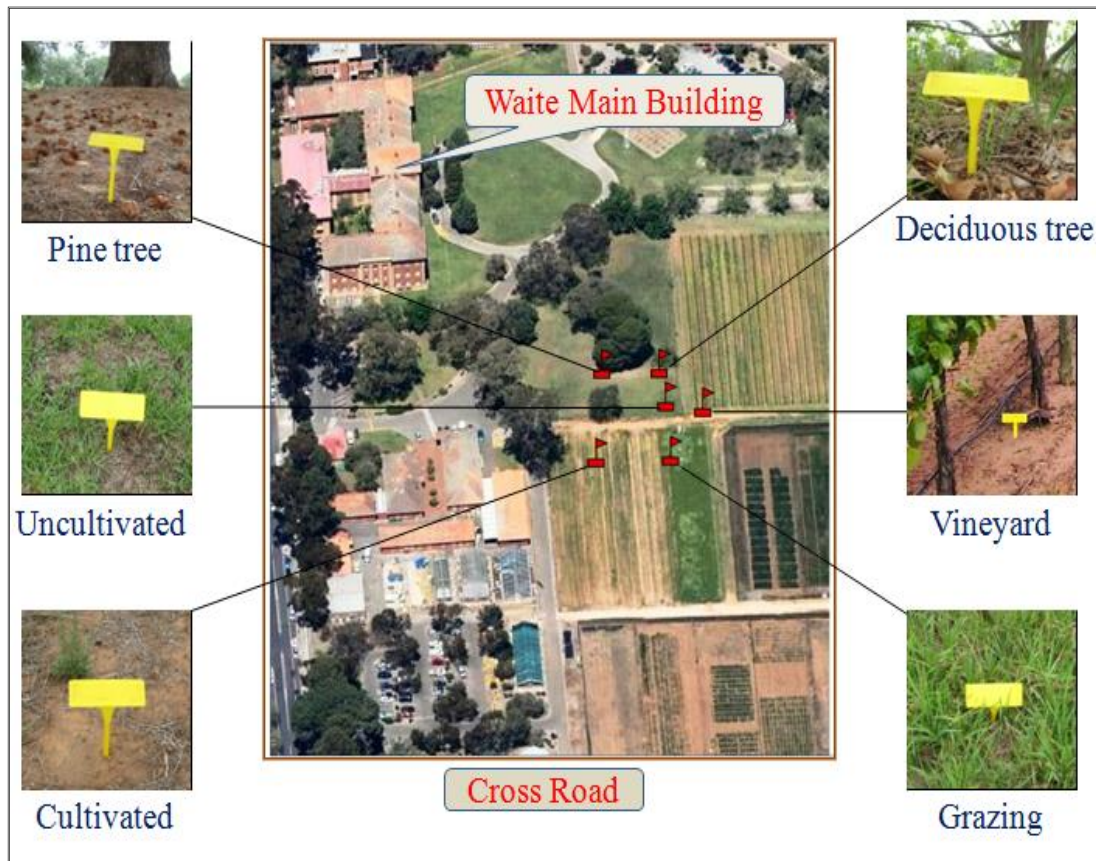 Waite Main Building
Pine tree
Deciduous tree
Uncultivated
Vineyard
Cultivated
Cross Road
Grazing